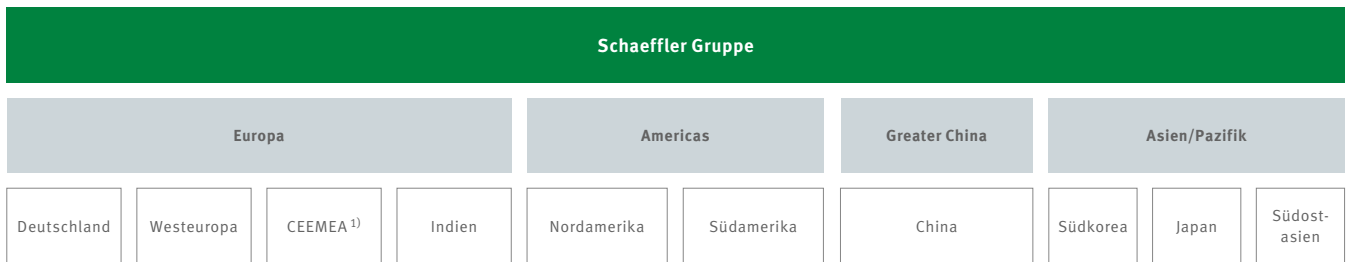 Schaeffler Gruppe
Europa
Americas
Greater China
Asien/Pazifik
Deutschland
Westeuropa
CEEMEA 1)
Indien
Nordamerika
Südamerika
China
Südkorea
Japan
Südost-
asien